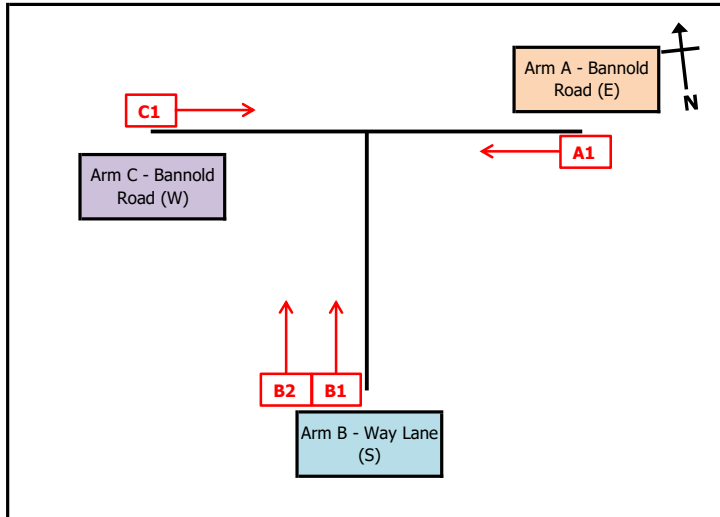 Arm A - Bannold
Road (E)
N
C1
A1
Arm C - Bannold
Road (W)
B2
B1
Arm B - Way Lane
(S)